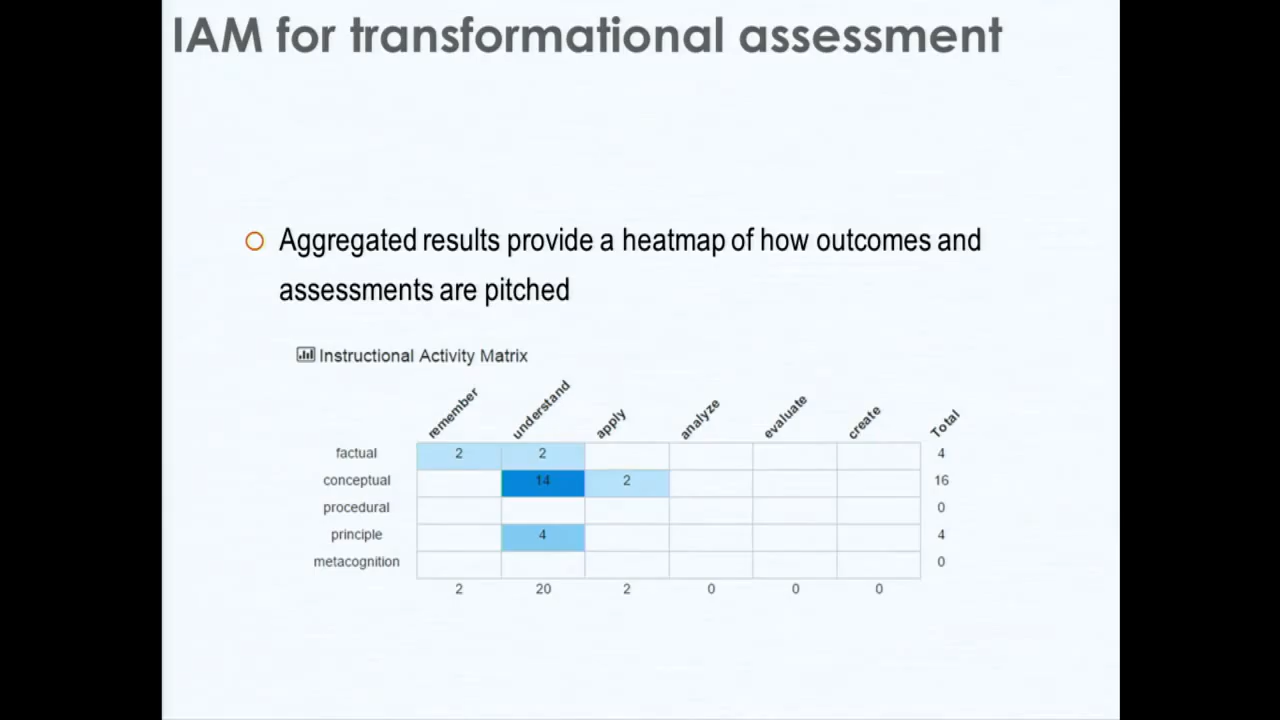 IAM for transformational assessment
Aggregated results provide a heatmap of how outcomes and
assessments are pitched
Instructional Activity Matrix
remember understand apply analyze evaluate create Total
factual 2 2 4
conceptual 14 2 16
procedural 0
principle 4 4
metacognition 0
2 20 2 0 0 0